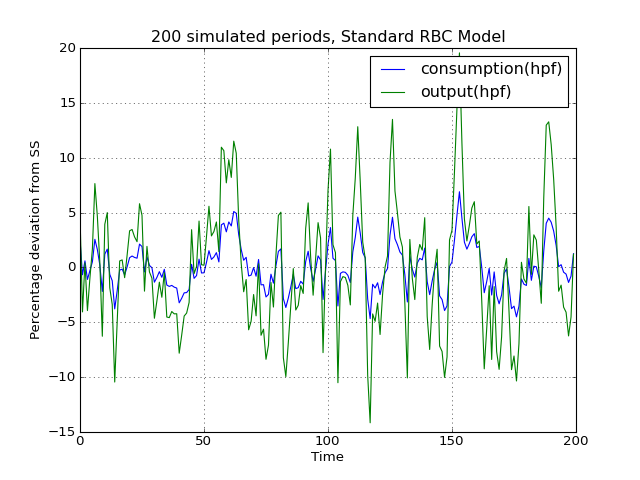 200 simulated periods, Standard RBC Model
20
15
10
5
0
−5
−10
−15
Percentage deviation from SS
consumption(hpf)
output(hpf)
0
50
100
150
200
Time